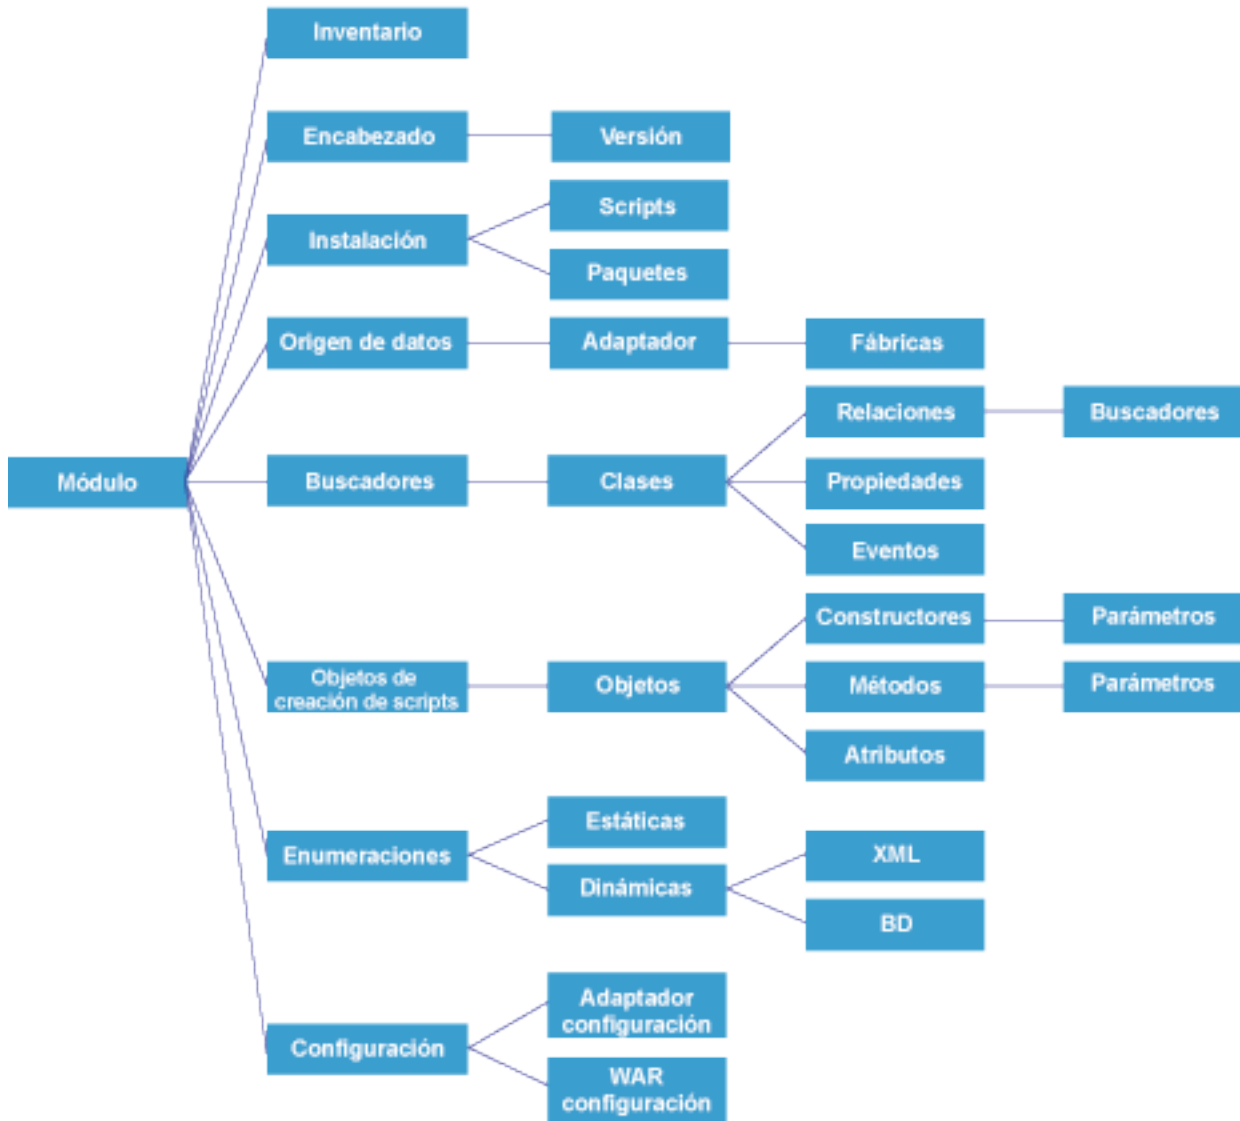 Inventario
Encabezado
Versión
Scripts
Instalación
Paquetes
Origen de datos
Adaptador
Fábricas
Relaciones
Buscadores
Módulo
Buscadores
Clases
Propiedades
Eventos
Constructores
Parámetros
Objetos de
creación de scripts
Objetos
Métodos
Parámetros
Atributos
Estáticas
Enumeraciones
XML
Dinámicas
BD
Adaptador
configuración
Configuración
WAR
configuración